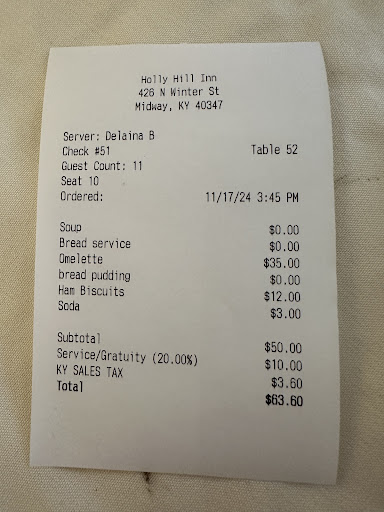 Holly Hill Inn
426 N Winter St
Midway, KY 40347
Server: Delaina B
Check #51 Table 52
Guest Count: 11
Seat 10
Ordered: 11/17/24 3:45 PM
Soup $0.00
Bread service $0.00
Omelette $35.00
bread pudding $0.00
Ham Biscuits $12.00
Soda $3.00
Subtotal $50.00
Service/Gratuity (20.00%) $10.00
KY SALES TAX $3.60
Total $63.60